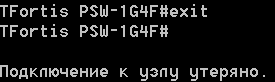 TFortis PSW-1G4F#exit
TFortis PSW-1G4F#
Подключение к узлу утеряно.